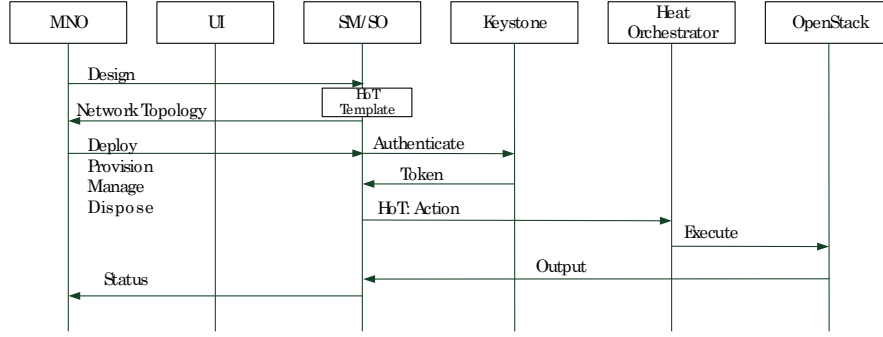 MNO
UI
SM/SO
Keystone
Heat
Orchestrator
OpenStack
Design
HoT
Template
Network Topology
Deploy
Authenticate
Provision
Token
Manage
Dispose
HoT: Action
Execute
Output
Status